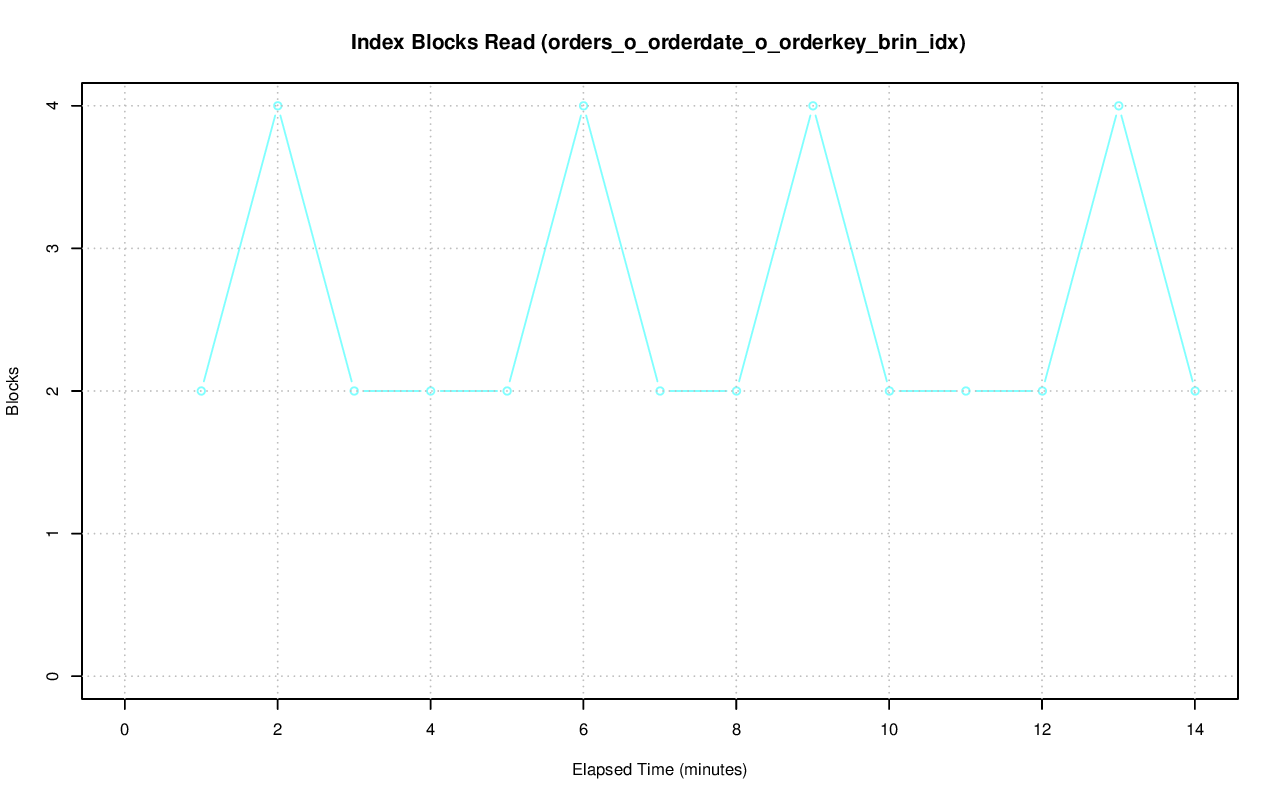 Index Blocks Read (orders_o_orderdate_o_orderkey_brin_idx)
4
3
2
1
0
Blocks
0 2 4 6 8 10 12 14
Elapsed Time (minutes)